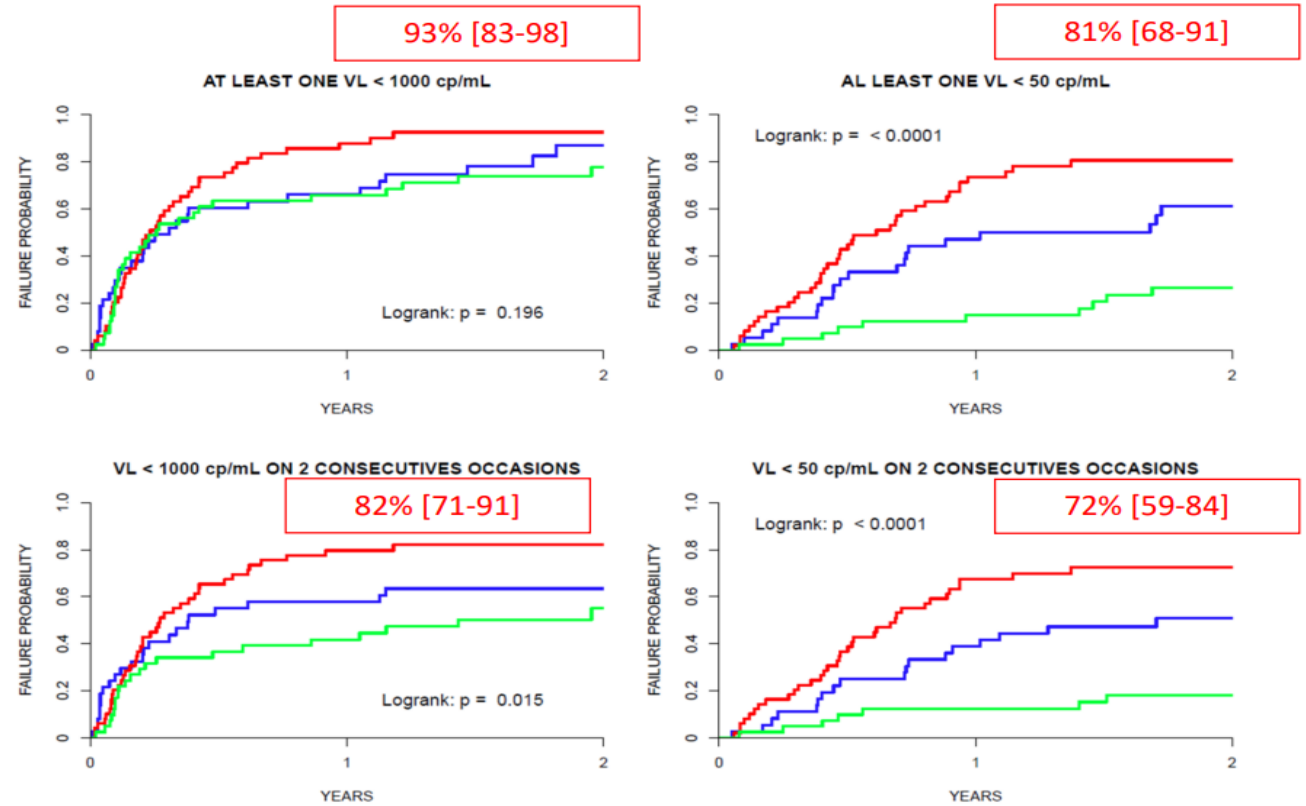 93% [83-98]
81% [68-91]
AT LEAST ONE VL < 1000 cp/mL
AL LEAST ONE VL < 50 cp/mL
FAILURE PROBABILITY
0 0.2 0.4 0.6 0.8 1.0
Logrank: p = 0.196
0 1 2
YEARS
FAILURE PROBABILITY
0 0.2 0.4 0.6 0.8 1.0
Logrank: p = < 0.0001
0 1 2
YEARS
VL < 1000 cp/mL ON 2 CONSECUTIVES OCCASIONS
VL < 50 cp/mL ON 2 CONSECUTIVES OCCASIONS
82% [71-91]
72% [59-84]
FAILURE PROBABILITY
0 0.2 0.4 0.6 0.8 1.0
Logrank: p = 0.015
0 1 2
YEARS
FAILURE PROBABILITY
0 0.2 0.4 0.6 0.8 1.0
Logrank: p < 0.0001
0 1 2
YEARS